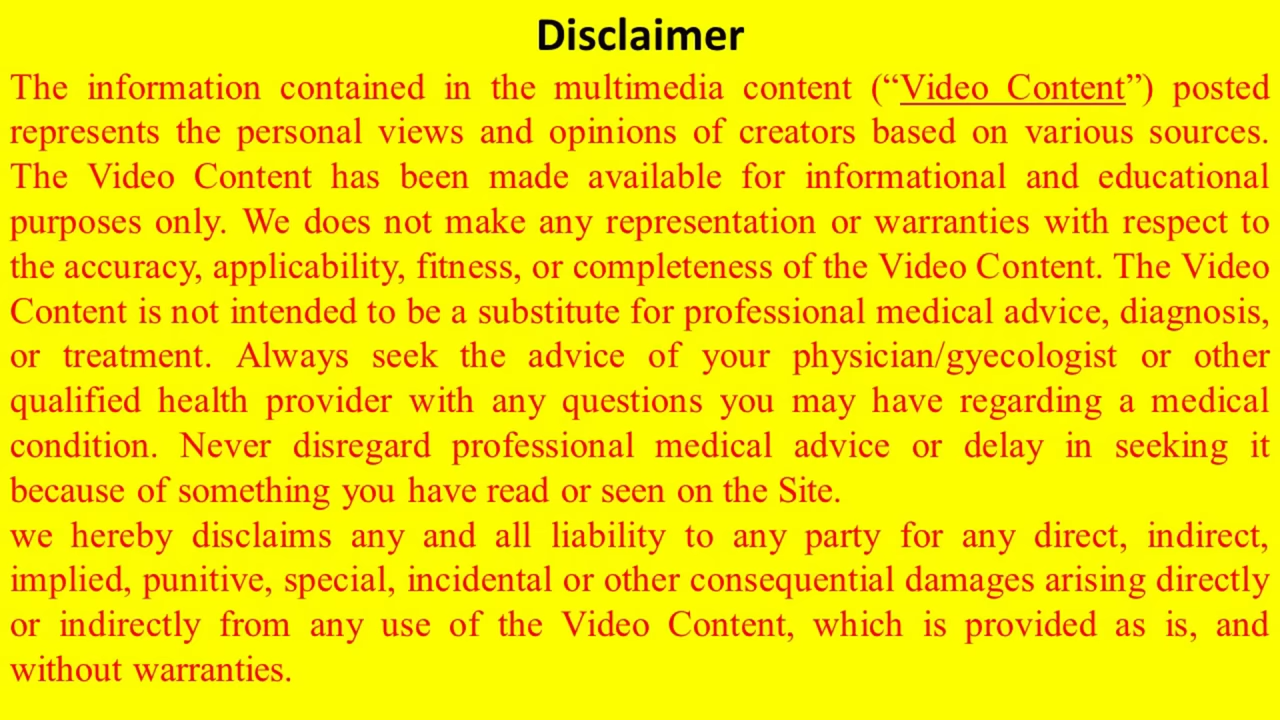 Disclaimer
The information contained in the multimedia content (“Video Content”) posted
represents the personal views and opinions of creators based on various sources.
The Video Content has been made available for informational and educational
purposes only. We does not make any representation or warranties with respect to
the accuracy, applicability, fitness, or completeness of the Video Content. The Video
Content is not intended to be a substitute for professional medical advice, diagnosis,
or treatment. Always seek the advice of your physician/gyecologist or other
qualified health provider with any questions you may have regarding a medical
condition. Never disregard professional medical advice or delay in seeking it
because of something you have read or seen on the Site.
we hereby disclaims any and all liability to any party for any direct, indirect,
implied, punitive, special, incidental or other consequential damages arising directly
or indirectly from any use of the Video Content, which is provided as is, and
without warranties.